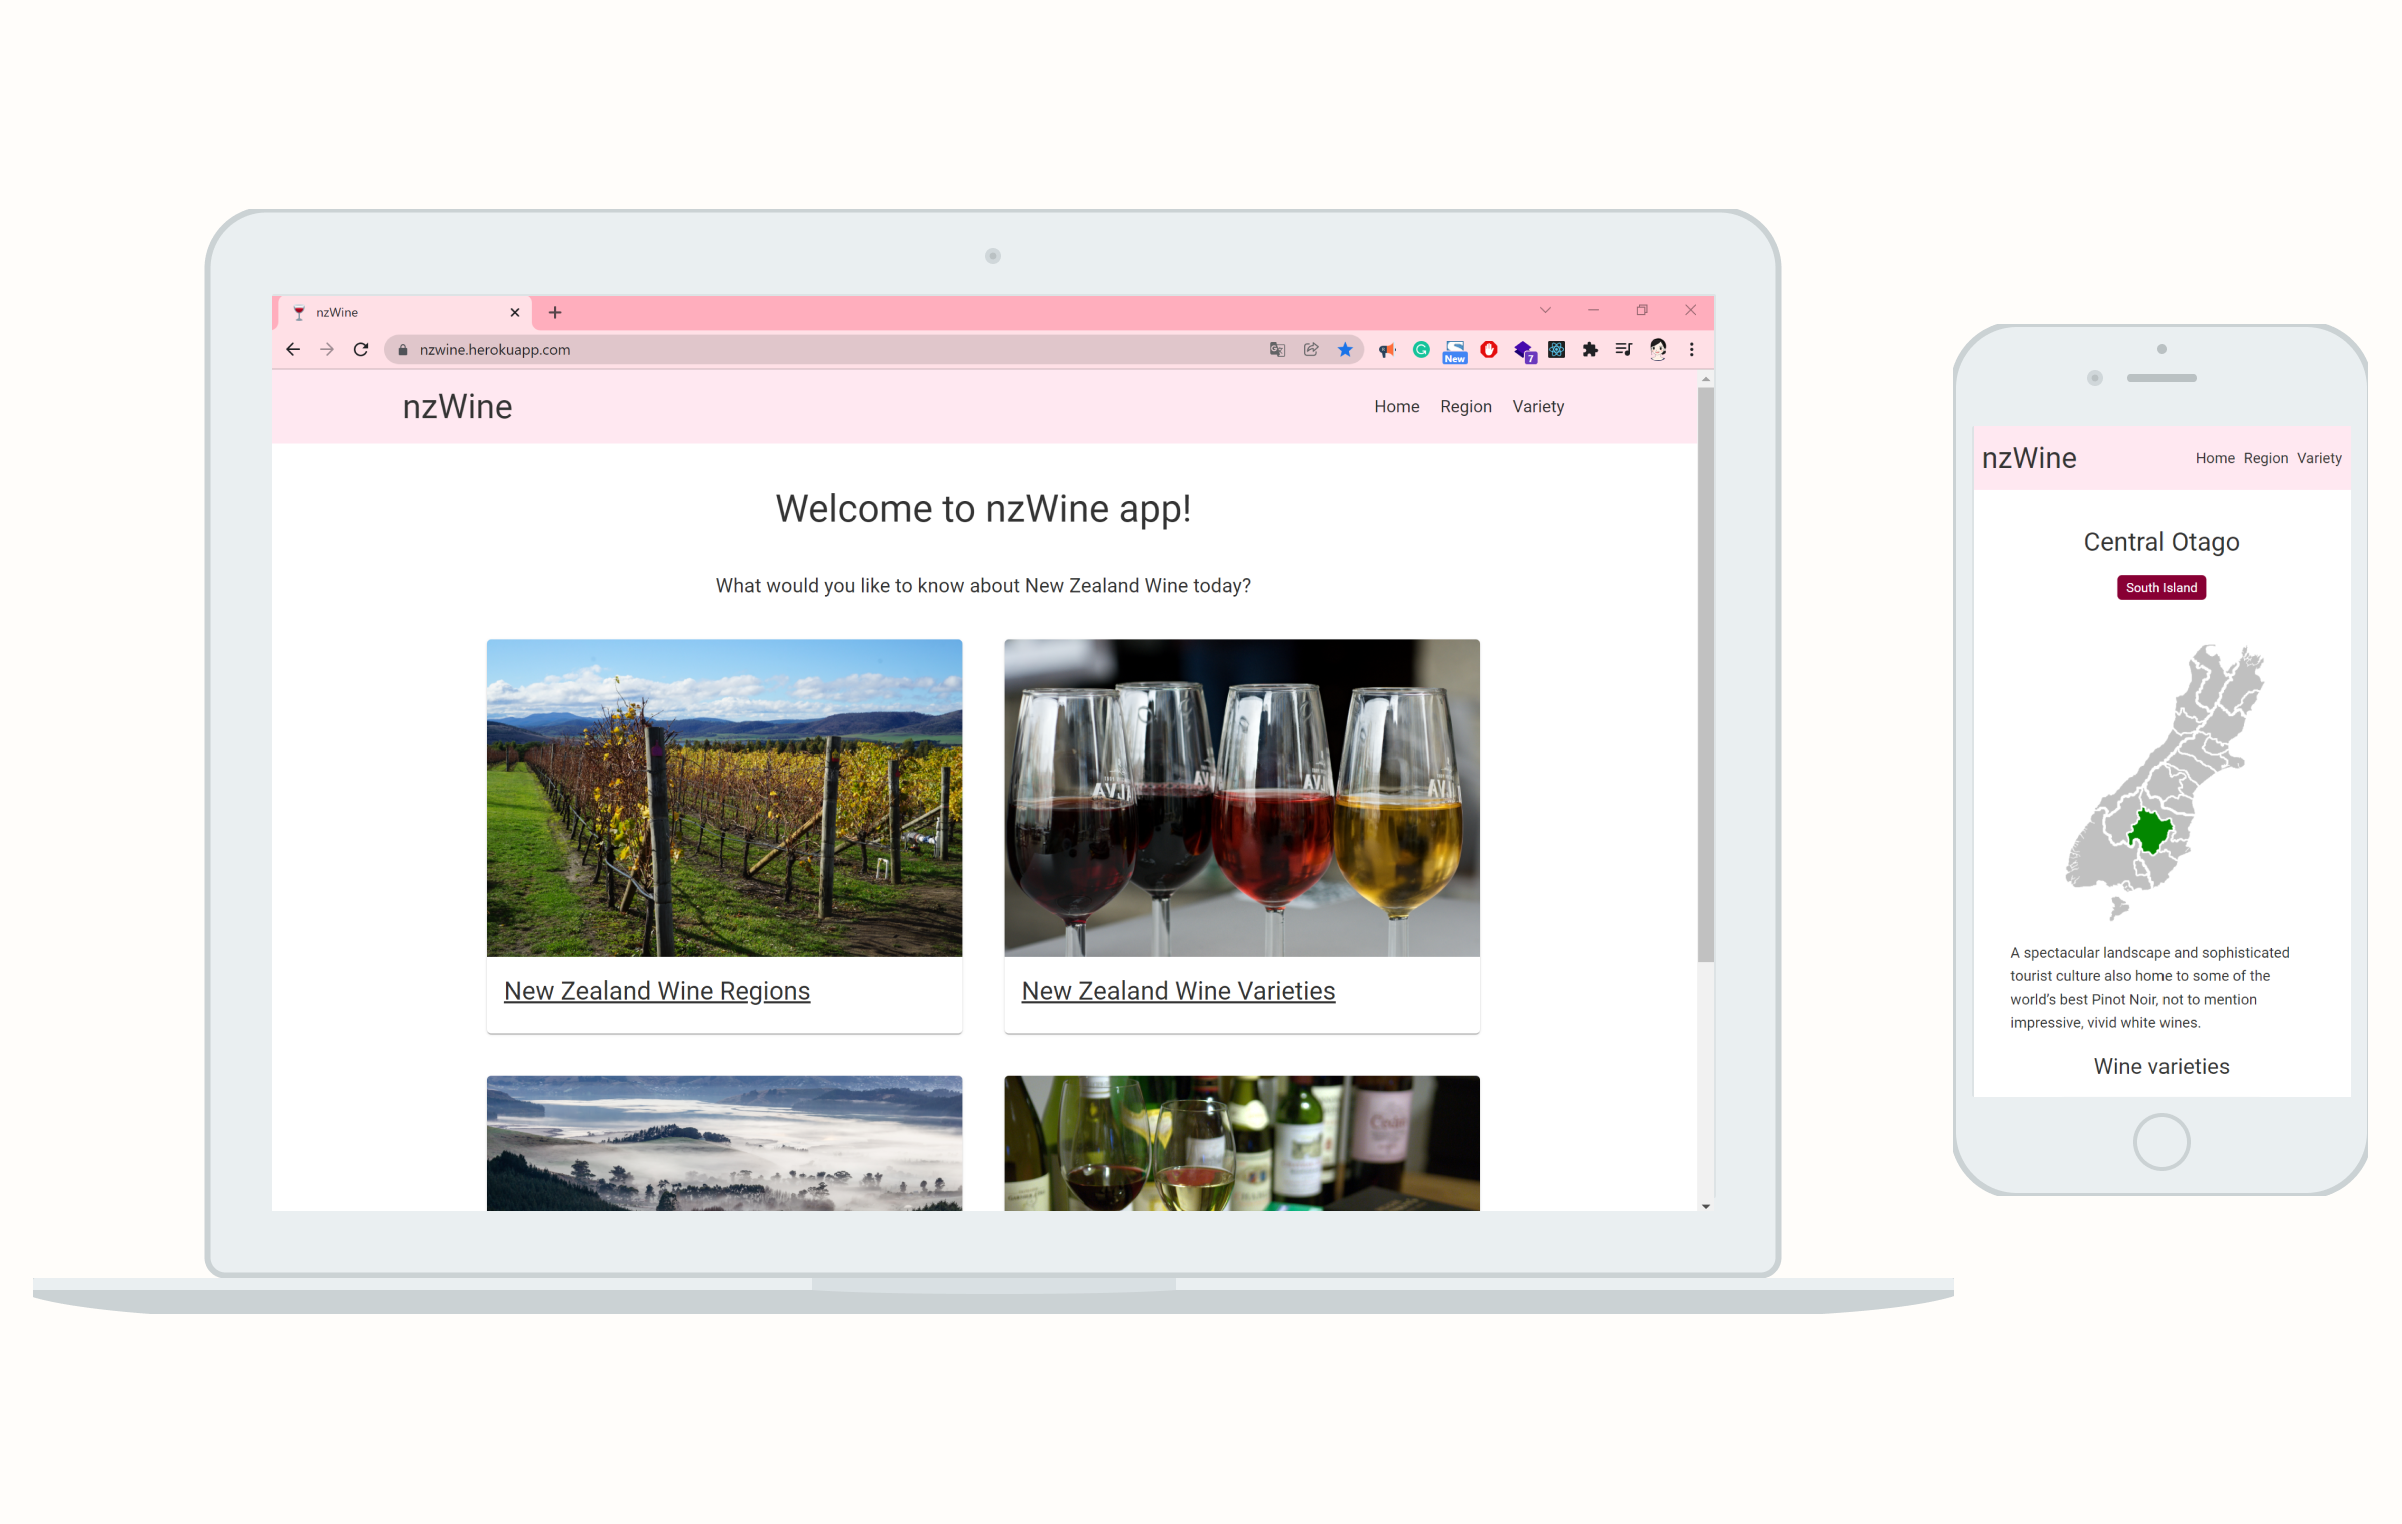 nzWine
nzwine.herokuapp.com
New
7
nzWine
Home Region Variety
Welcome to nzWine app!
What would you like to know about New Zealand Wine today?
New Zealand Wine Regions
New Zealand Wine Varieties
nzWine
Home Region Variety
Central Otago
South Island
A spectacular landscape and sophisticated
tourist culture also home to some of the
world's best Pinot Noir, not to mention
impressive, vivid white wines.
Wine varieties